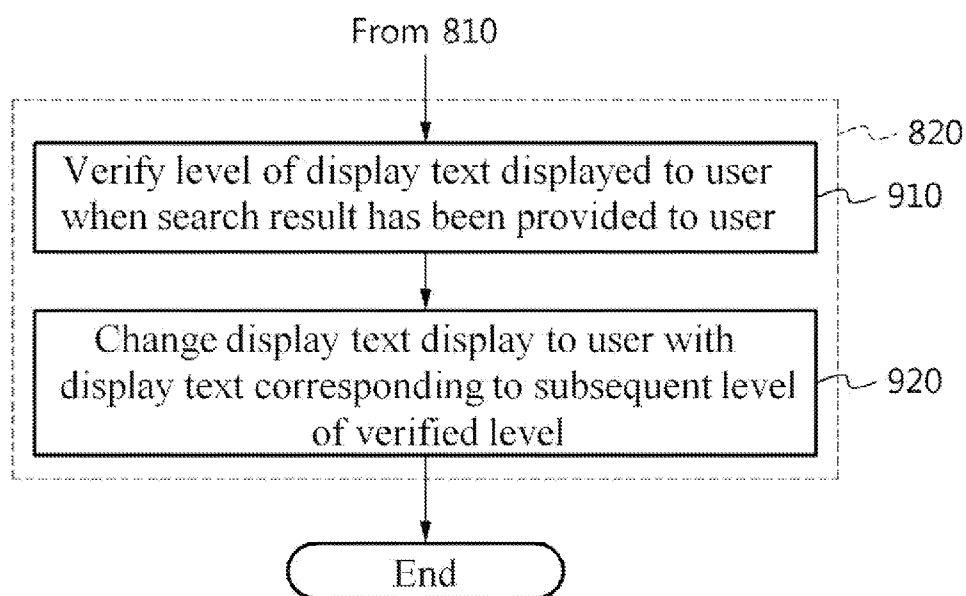 From 810
820
Verify level of display text displayed to user
when search result has been provided to user
910
Change display text display to user with
display text corresponding to subsequent level
of verified level
920
End